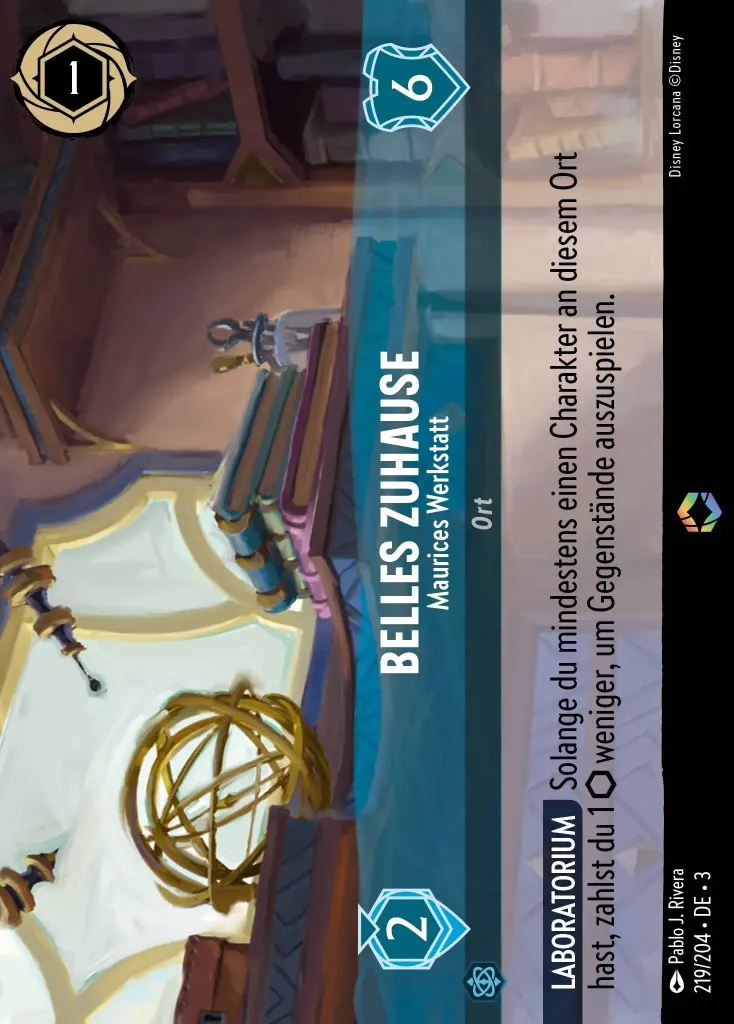 1
BELLES ZUHAUSE
Maurices Werkstatt
2
6
Ort
LABORATORIUM Solange du mindestens einen Charakter an diesem Ort
hast, zahlst du 1 weniger, um Gegenstände auszuspielen.
Pablo J. Rivera
219/204 • DE • 3
Disney Lorcana ©Disney